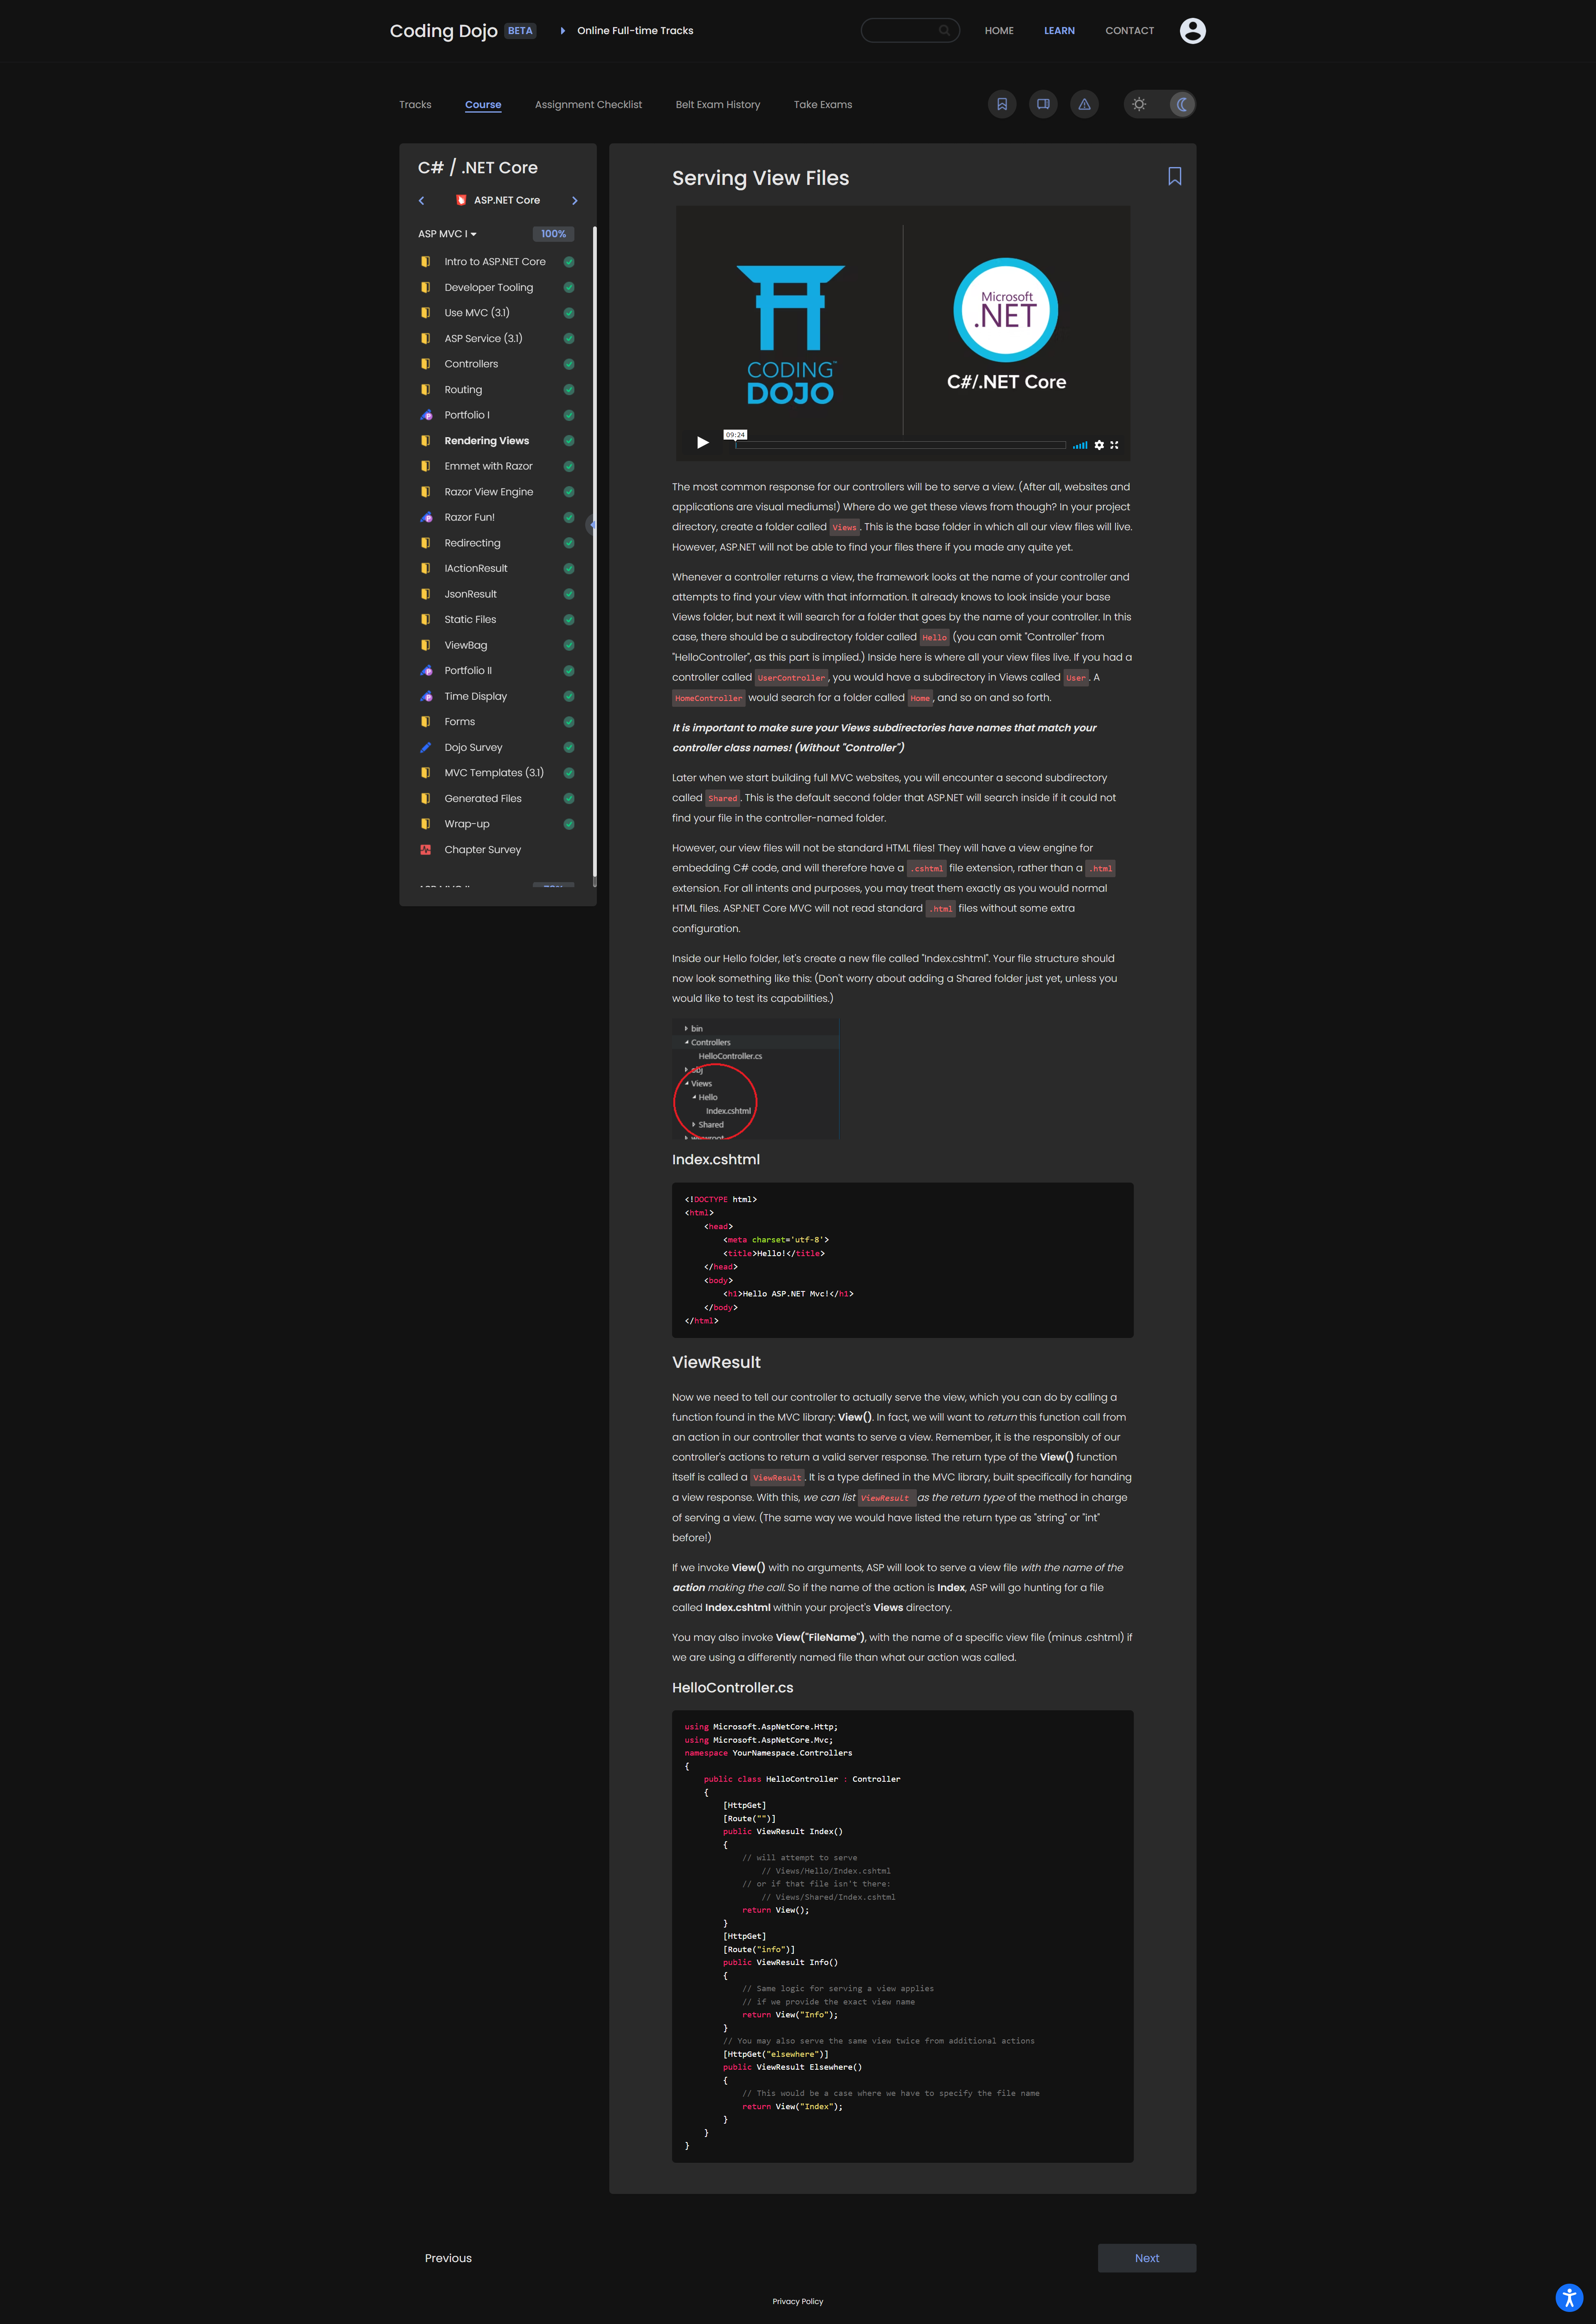 Coding Dojo BETA Online Full-time Tracks HOME LEARN CONTACT
Tracks Course Assignment Checklist Belt Exam History Take Exams
C# / .NET Core
ASP.NET Core
ASP MVC I 100%
Intro to ASP.NET Core
Developer Tooling
Use MVC (3.1)
ASP Service (3.1)
Controllers
Routing
Portfolio I
Rendering Views
Emmet with Razor
Razor View Engine
Razor Fun!
Redirecting
IActionResult
JsonResult
Static Files
ViewBag
Portfolio II
Time Display
Forms
Dojo Survey
MVC Templates (3.1)
Generated Files
Wrap-up
Chapter Survey
Serving View Files
CODING
DOJO
Microsoft
.NET
C#/.NET Core
09:24
The most common response for our controllers will be to serve a view. (After all, websites and
applications are visual mediums!) Where do we get these views from though? In your project
directory, create a folder called Views. This is the base folder in which all our view files will live.
However, ASP.NET will not be able to find your files there if you made any quite yet.
Whenever a controller returns a view, the framework looks at the name of your controller and
attempts to find your view with that information. It already knows to look inside your base
Views folder, but next it will search for a folder that goes by the name of your controller. In this
case, there should be a subdirectory folder called Hello (you can omit "Controller" from
"HelloController", as this part is implied.) Inside here is where all your view files live. If you had a
controller called UserController, you would have a subdirectory in Views called User. A
HomeController would search for a folder called Home, and so on and so forth.
It is important to make sure your Views subdirectories have names that match your
controller class names! (Without "Controller")
Later when we start building full MVC websites, you will encounter a second subdirectory
called Shared. This is the default second folder that ASP.NET will search inside if it could not
find your file in the controller-named folder.
However, our view files will not be standard HTML files! They will have a view engine for
embedding C# code, and will therefore have a .cshtml file extension, rather than a .html
extension. For all intents and purposes, you may treat them exactly as you would normal
HTML files. ASP.NET Core MVC will not read standard .html files without some extra
configuration.
Inside our Hello folder, let's create a new file called "Index.cshtml". Your file structure should
now look something like this: (Don't worry about adding a Shared folder just yet, unless you
would like to test its capabilities.)
bin
Controllers
HelloController.cs
obj
Views
Hello
Index.cshtml
Shared
wwwroot
Index.cshtml
<!DOCTYPE html>
<html>
<head>
<meta charset='utf-8'>
<title>Hello!</title>
</head>
<body>
<h1>Hello ASP.NET Mvc!</h1>
</body>
</html>
ViewResult
Now we need to tell our controller to actually serve the view, which you can do by calling a
function found in the MVC library: View(). In fact, we will want to return this function call from
an action in our controller that wants to serve a view. Remember, it is the responsibly of our
controller's actions to return a valid server response. The return type of the View() function
itself is called a ViewResult. It is a type defined in the MVC library, built specifically for handing
a view response. With this, we can list ViewResult as the return type of the method in charge
of serving a view. (The same way we would have listed the return type as "string" or "int"
before!)
If we invoke View() with no arguments, ASP will look to serve a view file with the name of the
action making the call. So if the name of the action is Index, ASP will go hunting for a file
called Index.cshtml within your project's Views directory.
You may also invoke View("FileName"), with the name of a specific view file (minus .cshtml) if
we are using a differently named file than what our action was called.
HelloController.cs
using Microsoft.AspNetCore.Http;
using Microsoft.AspNetCore.Mvc;
namespace YourNamespace.Controllers
{
public class HelloController : Controller
{
[HttpGet]
[Route("")]
public ViewResult Index()
{
// will attempt to serve
// Views/Hello/Index.cshtml
// or if that file isn't there:
// Views/Shared/Index.cshtml
return View();
}
[HttpGet]
[Route("info")]
public ViewResult Info()
{
// Same logic for serving a view applies
// if we provide the exact view name
return View("Info");
}
// You may also serve the same view twice from additional actions
[HttpGet("elsewhere")]
public ViewResult Elsewhere()
{
// This would be a case where we have to specify the file name
return View("Index");
}
}
}
Previous Next
Privacy Policy